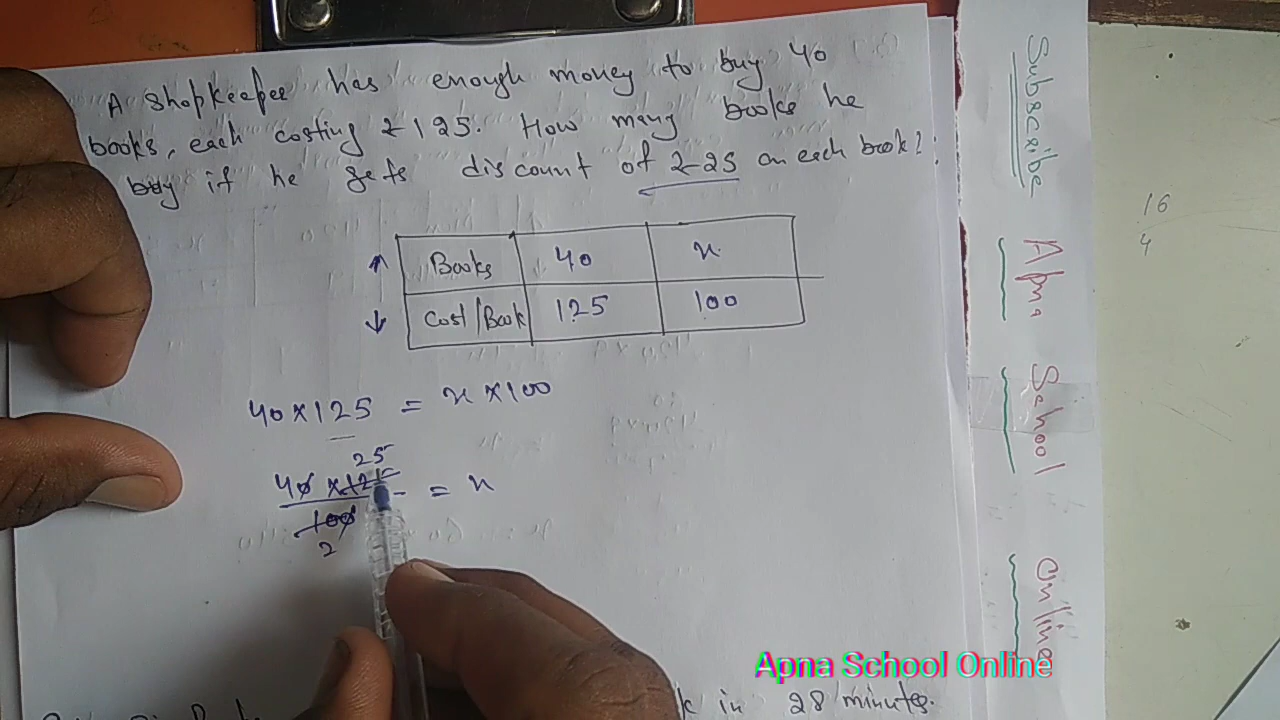 A shopkeeper has enough money to buy 40
books, each costing ₹125. How many books he
buy if he gets discount of ₹25 on each book?
↑ Books 40 x
↓ Cost/Book 125 100
40 × 125 = x × 100
25
40 × 125 = x
100
2
k in 28 minutes.
Subscribe Apna School Online
16
4
Apna School Online